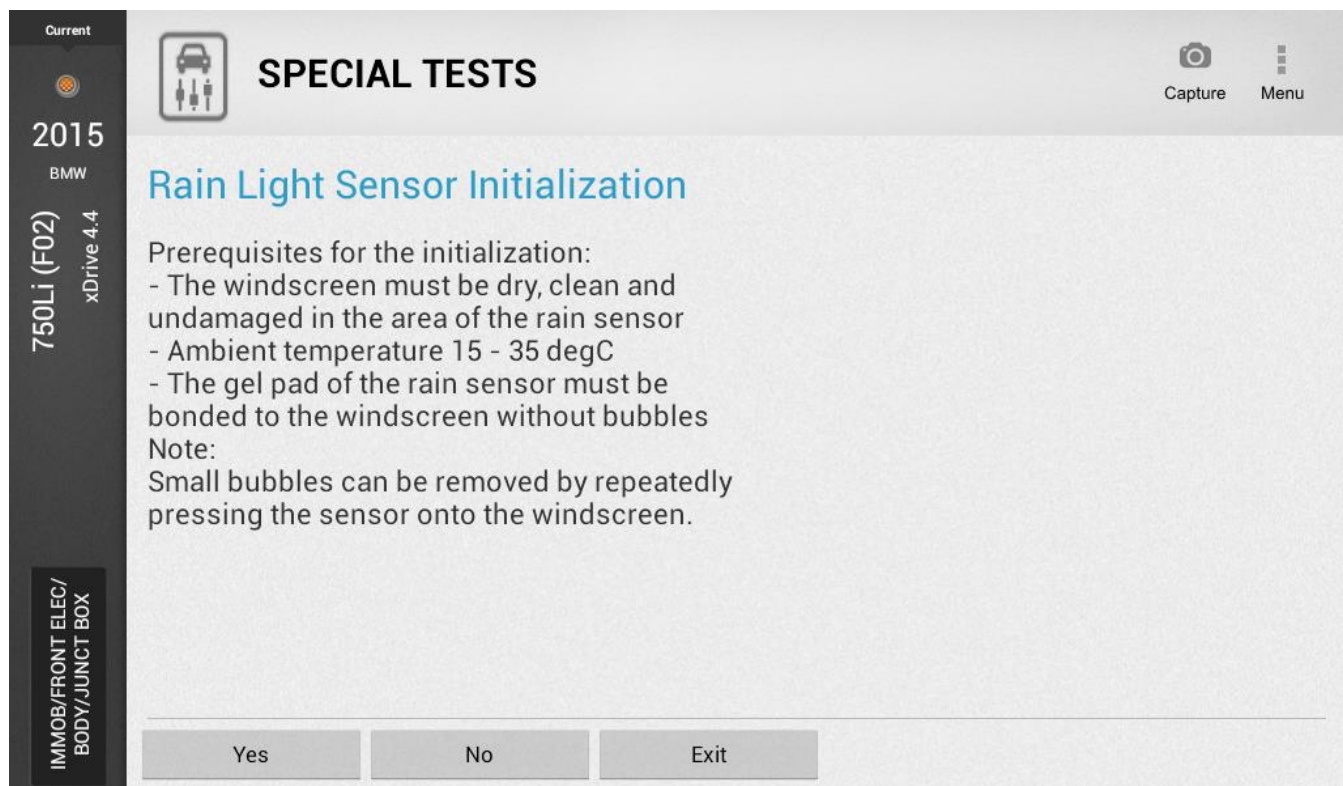 Current
2015
BMW
750Li (F02)
xDrive 4.4
IMMOB/FRONT ELEC/
BODY/JUNCT BOX
SPECIAL TESTS
Capture
Menu
Rain Light Sensor Initialization
Prerequisites for the initialization:
- The windscreen must be dry, clean and
undamaged in the area of the rain sensor
- Ambient temperature 15 - 35 degC
- The gel pad of the rain sensor must be
bonded to the windscreen without bubbles
Note:
Small bubbles can be removed by repeatedly
pressing the sensor onto the windscreen.
Yes
No
Exit